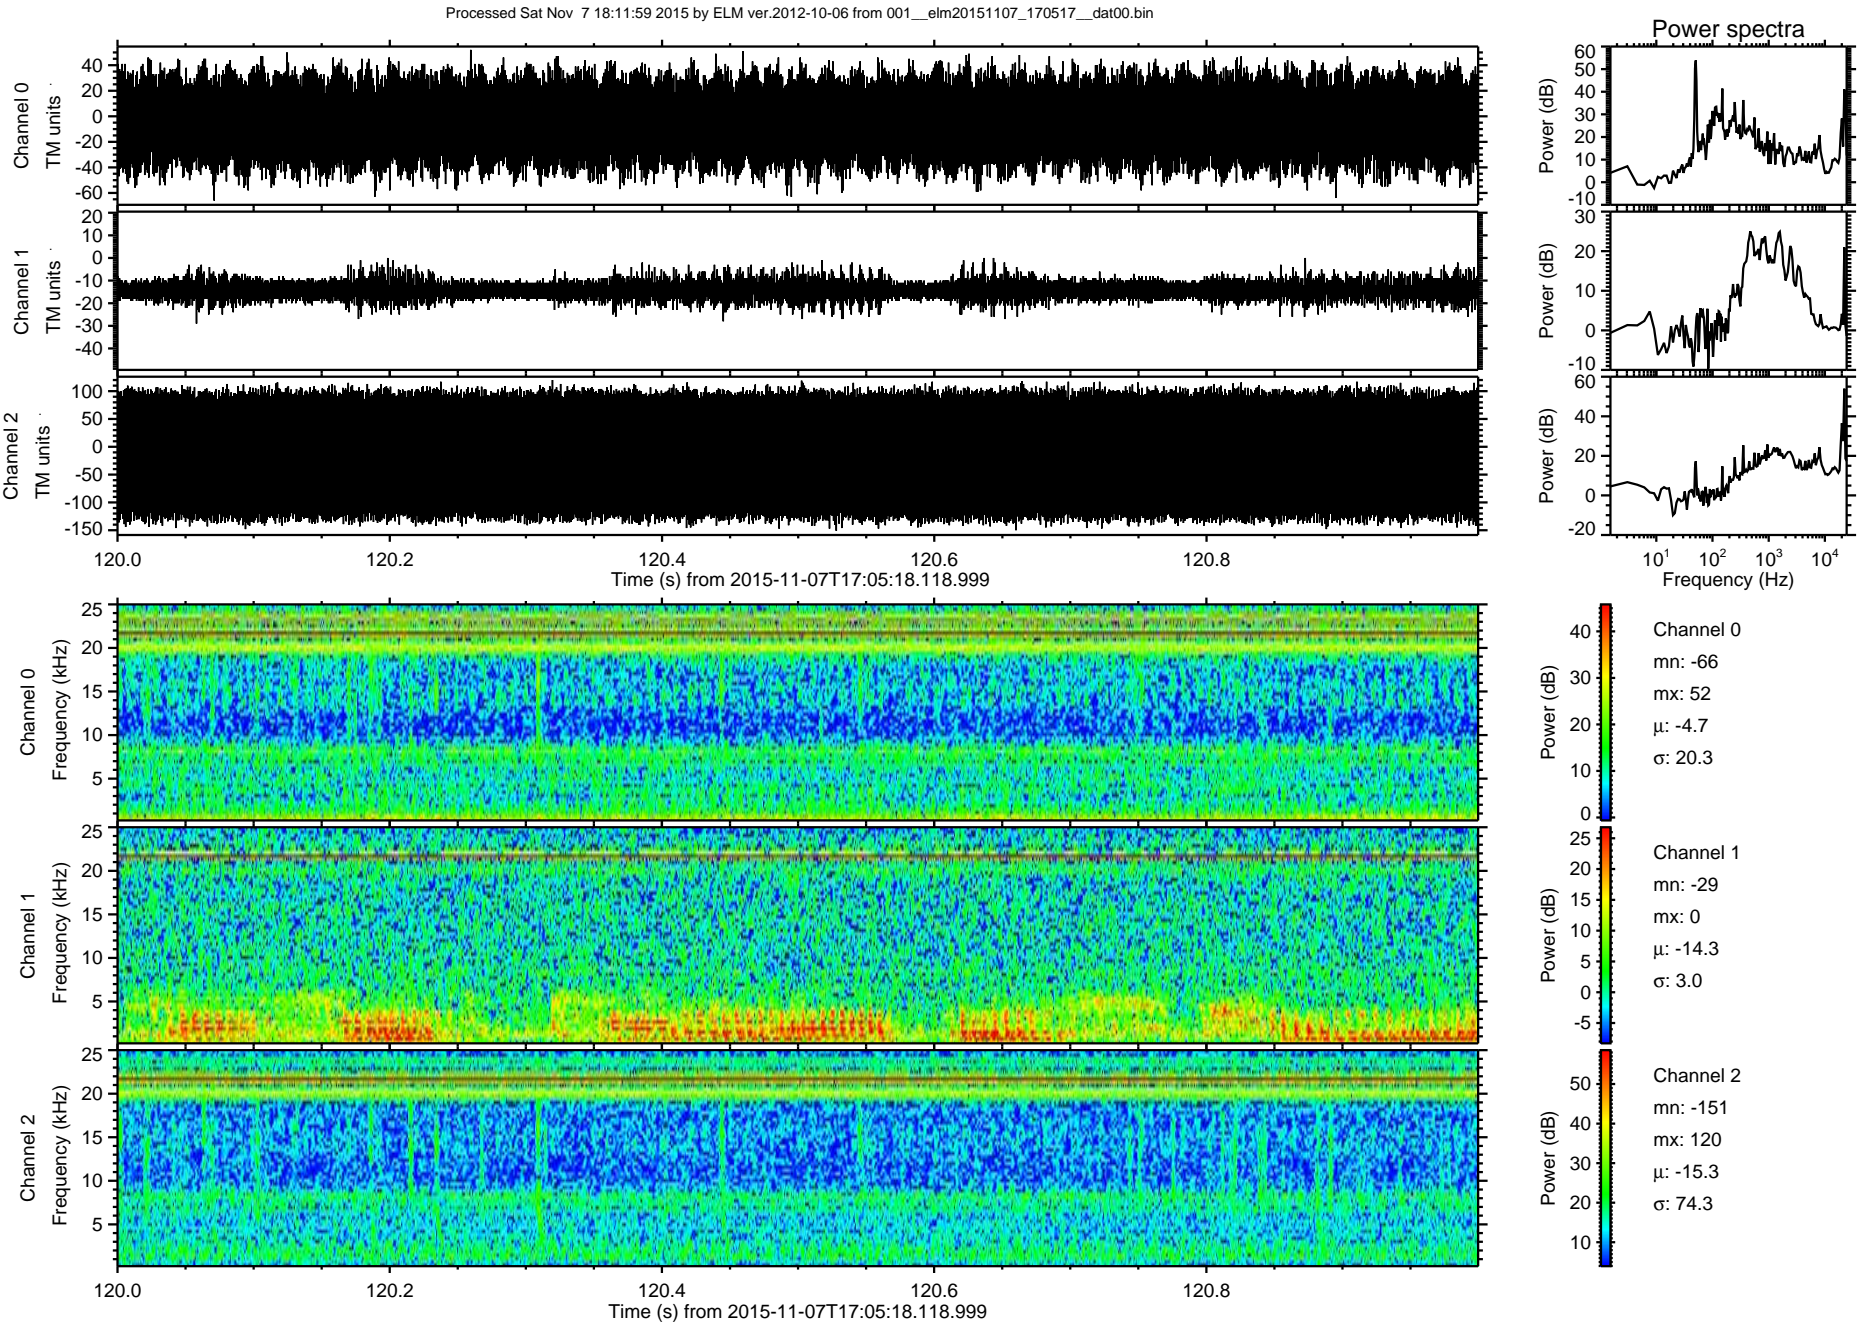 Processed Sat Nov 7 18:11:59 2015 by ELM ver.2012-10-06 from 001__elm20151107_170517__dat00.bin
Power spectra
Channel 0
TM units
40
20
0
-20
-40
-60
Power (dB)
60
50
40
30
20
10
0
-10
Channel 1
TM units
20
10
0
-10
-20
-30
-40
Power (dB)
30
20
10
0
-10
Channel 2
TM units
100
50
0
-50
-100
-150
Power (dB)
60
40
20
0
-20
120.0 120.2 120.4 120.6 120.8
Time (s) from 2015-11-07T17:05:18.118.999
10^1 10^2 10^3 10^4
Frequency (Hz)
Channel 0
Frequency (kHz)
25
20
15
10
5
Power (dB)
40
30
20
10
0
Channel 0
mn: -66
mx: 52
μ: -4.7
σ: 20.3
Channel 1
Frequency (kHz)
25
20
15
10
5
Power (dB)
25
20
15
10
5
0
-5
Channel 1
mn: -29
mx: 0
μ: -14.3
σ: 3.0
Channel 2
Frequency (kHz)
25
20
15
10
5
Power (dB)
50
40
30
20
10
Channel 2
mn: -151
mx: 120
μ: -15.3
σ: 74.3
120.0 120.2 120.4 120.6 120.8
Time (s) from 2015-11-07T17:05:18.118.999